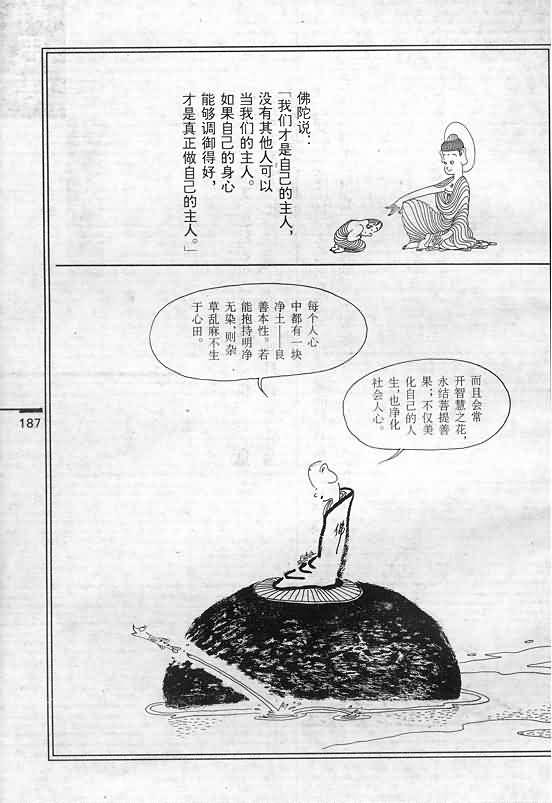 佛陀说：
「我们才是自己的主人，
没有其他人可以
当我们的主人。
如果自己的身心
能够调御得好，
才是真正做自己的主人。」
每个人心
中都有一块
净土——良
善本性。若
能抱持明净
无染，则杂
草乱麻不生
于心田。
而且会常
开智慧之花，
永结菩提善
果；不仅美
化自己的人
生，也净化
社会人心。
佛
187